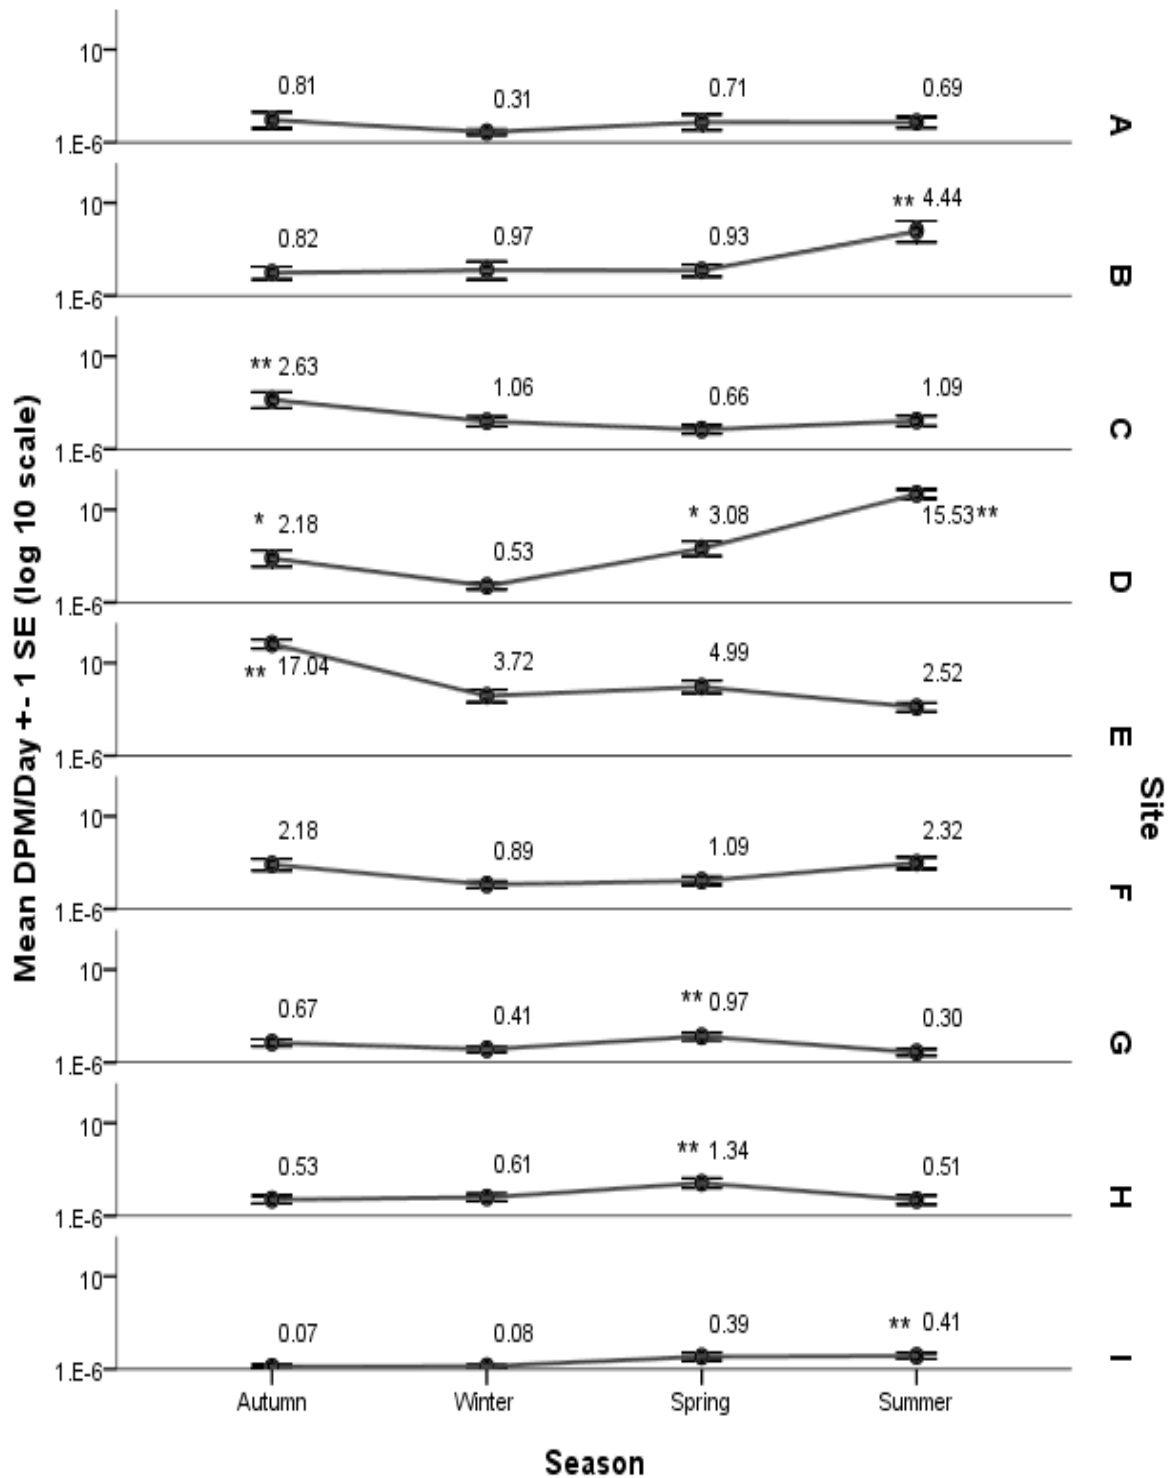 10
0.81
0.31
0.71
0.69
1.E-6
A
10
0.82
0.97
0.93
** 4.44
1.E-6
B
10
** 2.63
1.06
0.66
1.09
1.E-6
C
10
* 2.18
0.53
* 3.08
15.53**
1.E-6
D
10
** 17.04
3.72
4.99
2.52
1.E-6
E
10
2.18
0.89
1.09
2.32
1.E-6
F
10
0.67
0.41
** 0.97
0.30
1.E-6
G
10
0.53
0.61
** 1.34
0.51
1.E-6
H
10
0.07
0.08
0.39
** 0.41
1.E-6
I
Autumn Winter Spring Summer
Season
Mean DPM/Day +- 1 SE (log 10 scale)
Site